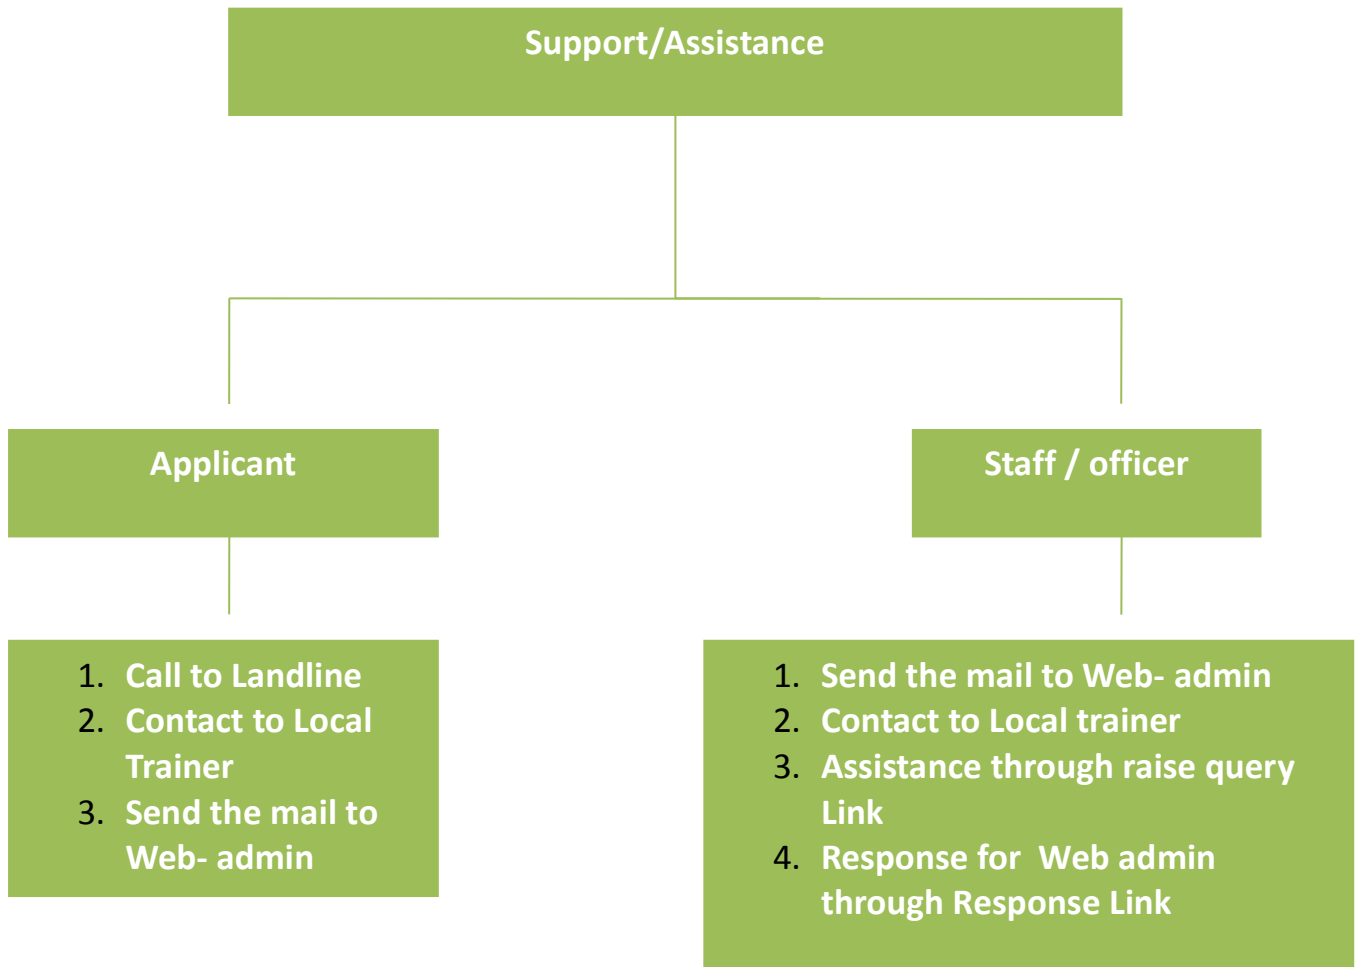 Support/Assistance
Applicant
Staff / officer
1. Call to Landline
2. Contact to Local
Trainer
3. Send the mail to
Web- admin
1. Send the mail to Web- admin
2. Contact to Local trainer
3. Assistance through raise query
Link
4. Response for  Web admin
through Response Link